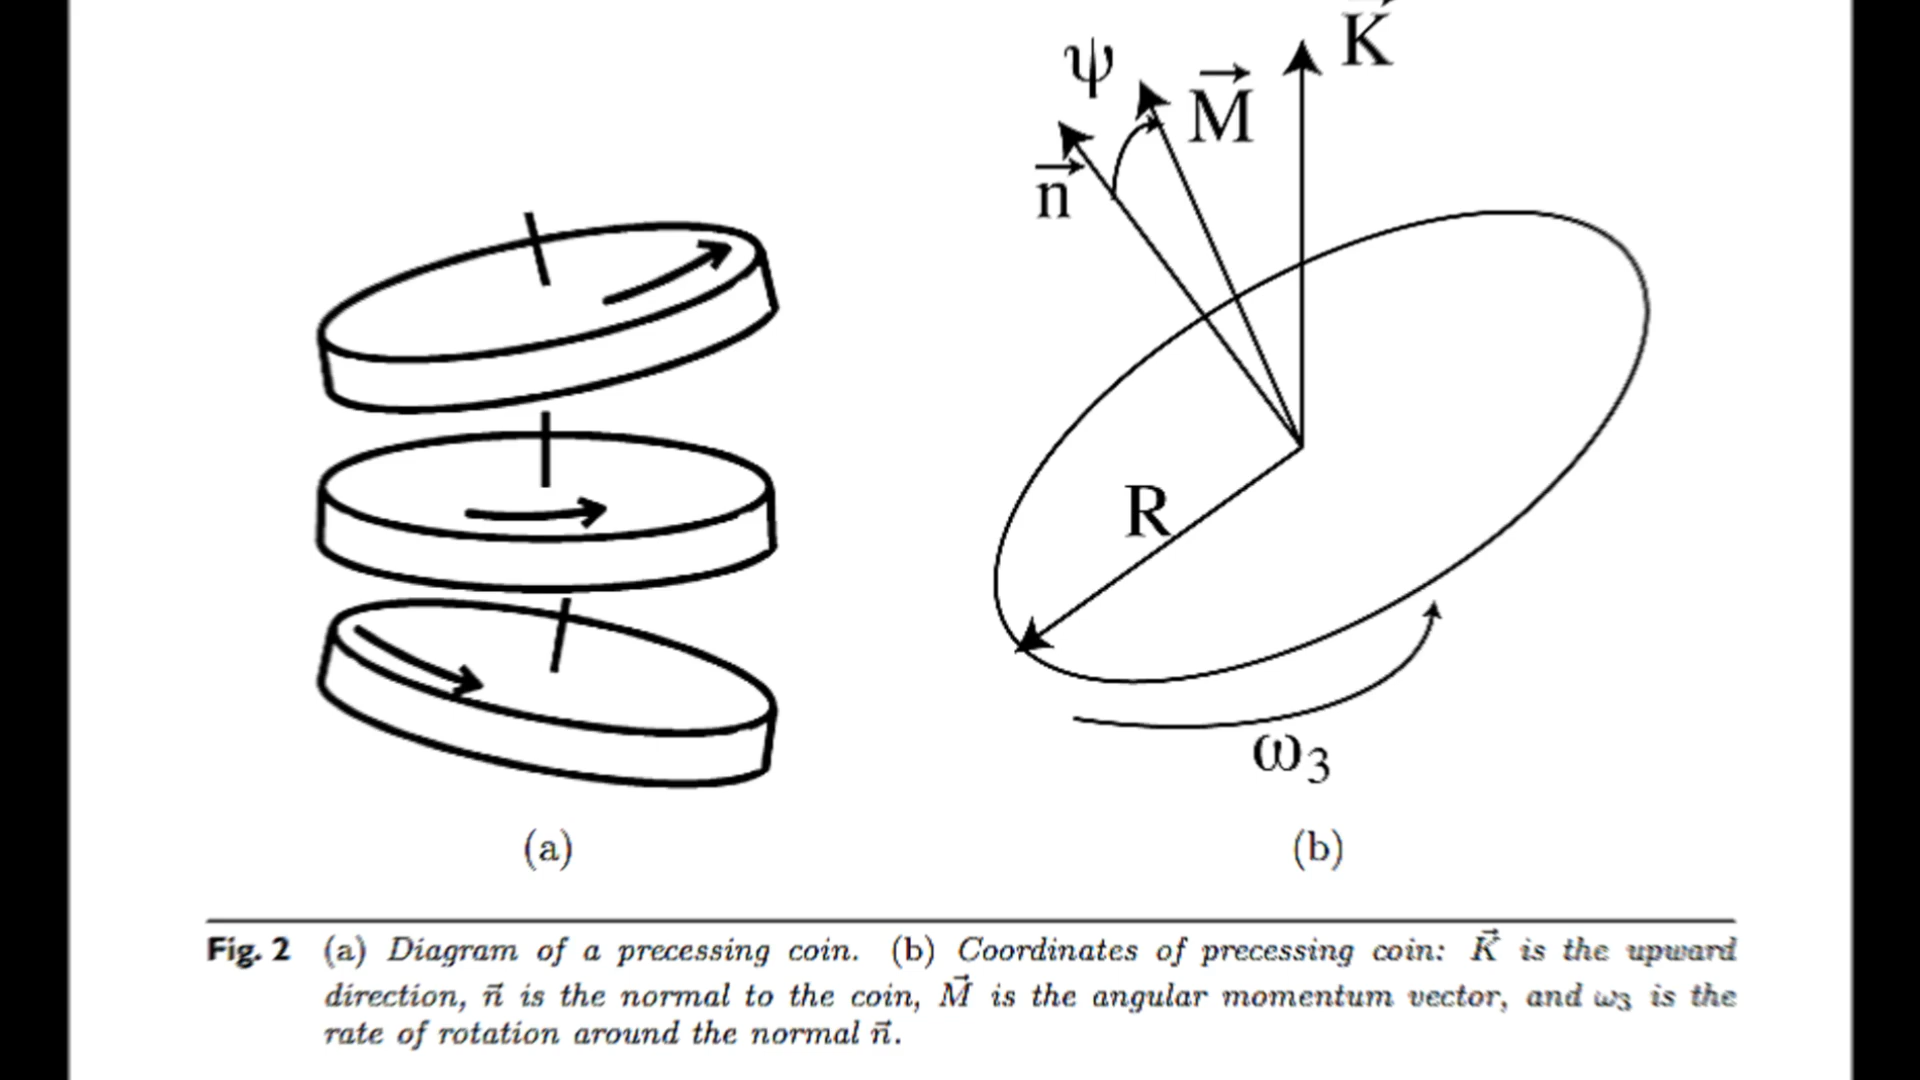 K⃗
ψ
M⃗
n⃗
R
ω₃
(a)
(b)
Fig. 2 (a) Diagram of a precessing coin. (b) Coordinates of precessing coin: K⃗ is the upward
direction, n⃗ is the normal to the coin, M⃗ is the angular momentum vector, and ω₃ is the
rate of rotation around the normal n⃗.